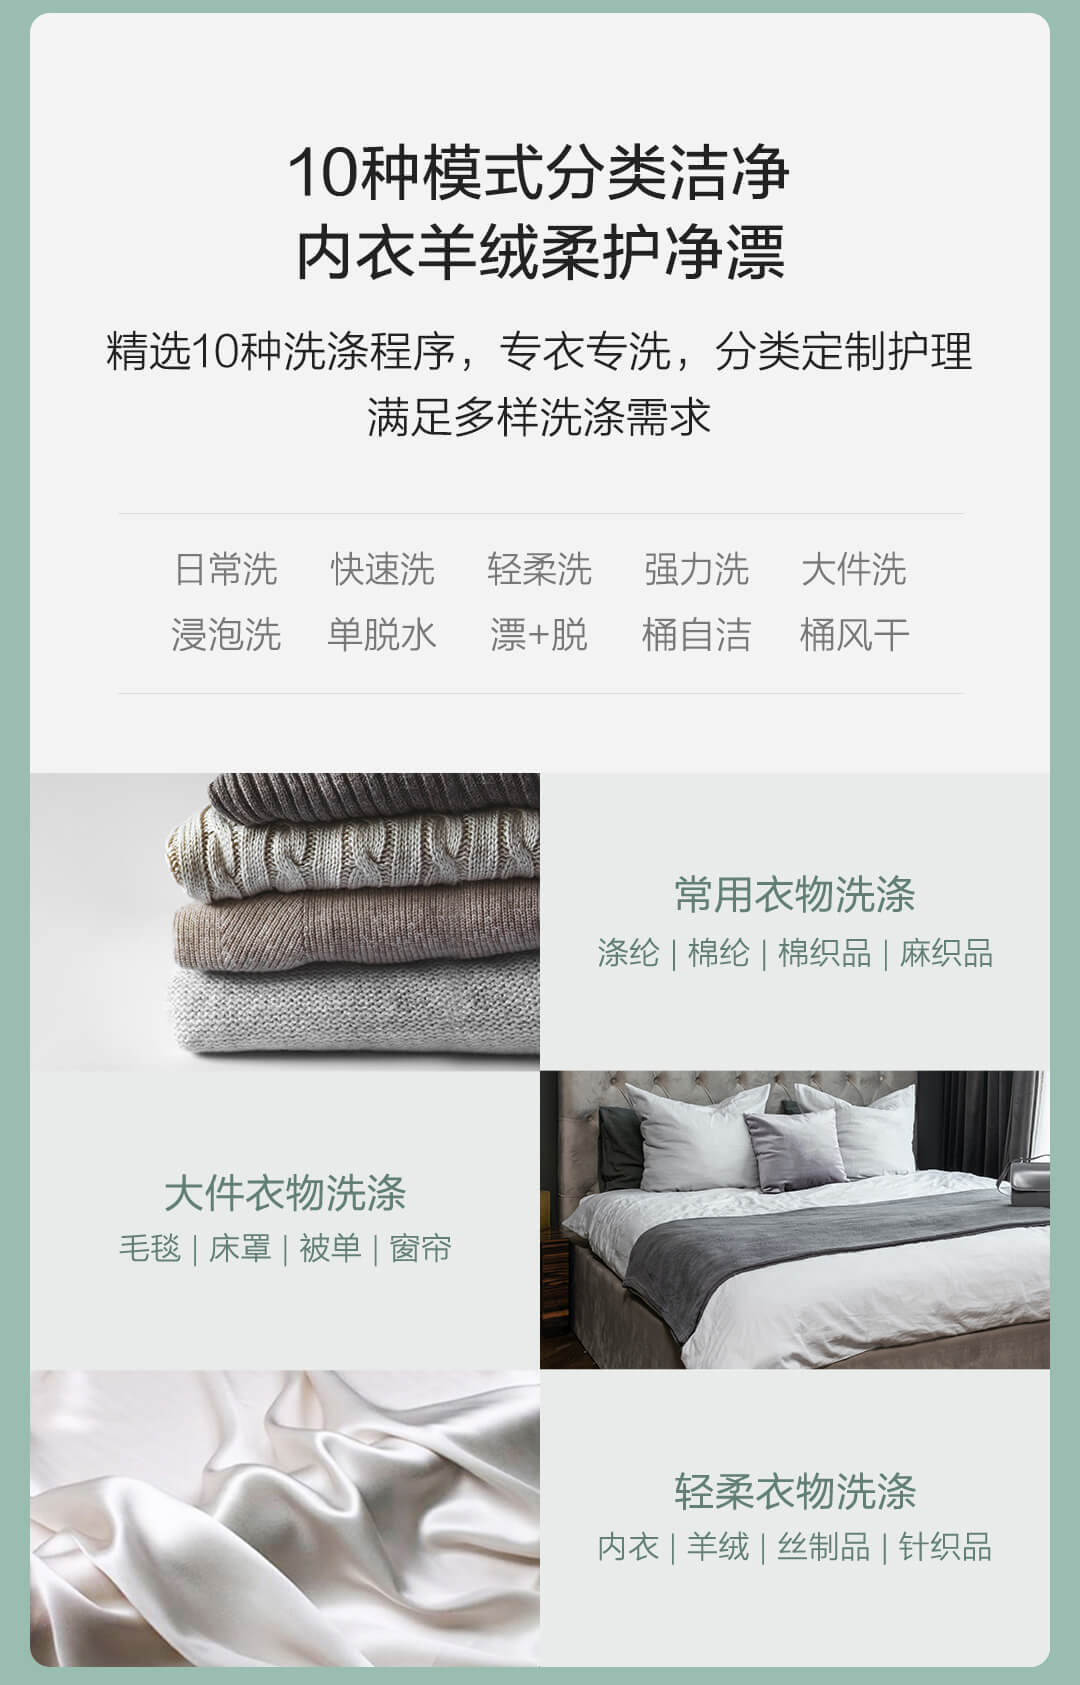 10种模式分类洁净
内衣羊绒柔护净漂
精选10种洗涤程序，专衣专洗，分类定制护理
满足多样洗涤需求
日常洗 快速洗 轻柔洗 强力洗 大件洗
浸泡洗 单脱水 漂+脱 桶自洁 桶风干
常用衣物洗涤
涤纶 | 棉纶 | 棉织品 | 麻织品
大件衣物洗涤
毛毯 | 床罩 | 被单 | 窗帘
轻柔衣物洗涤
内衣 | 羊绒 | 丝制品 | 针织品